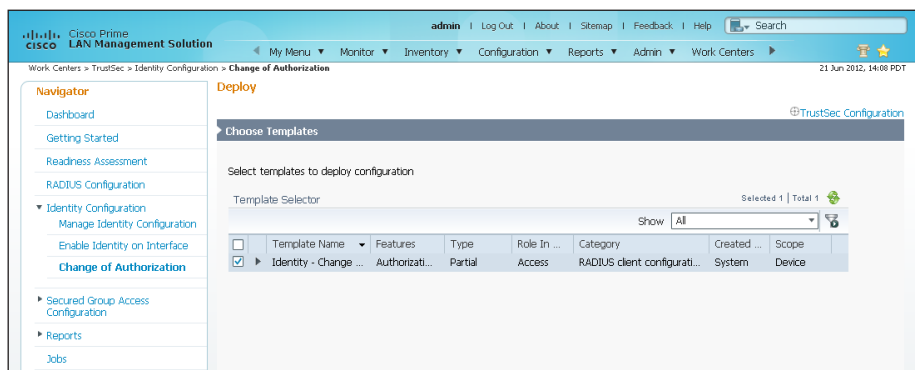 admin | Log Out | About | Sitemap | Feedback | Help Search
Cisco Prime
CISCO LAN Management Solution
My Menu Monitor Inventory Configuration Reports Admin Work Centers
Work Centers > TrustSec > Identity Configuration > Change of Authorization
21 Jun 2012, 14:08 PDT
Navigator
Dashboard
Getting Started
Readiness Assessment
RADIUS Configuration
Identity Configuration
Manage Identity Configuration
Enable Identity on Interface
Change of Authorization
Secured Group Access
Configuration
Reports
Jobs
Deploy
TrustSec Configuration
Choose Templates
Select templates to deploy configuration
Template Selector Selected 1 | Total 1
Show All
Template Name Features Type Role In ... Category Created ... Scope
Identity - Change ... Authorizati... Partial Access RADIUS client configurati... System Device